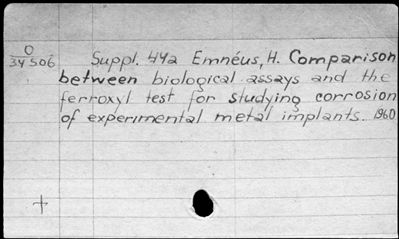 O
34506 Suppl. 44a Emnéus, H. Comparison
between biological assays and the
ferroxyl test for studying corrosion
of experimental metal implants. 1960
+